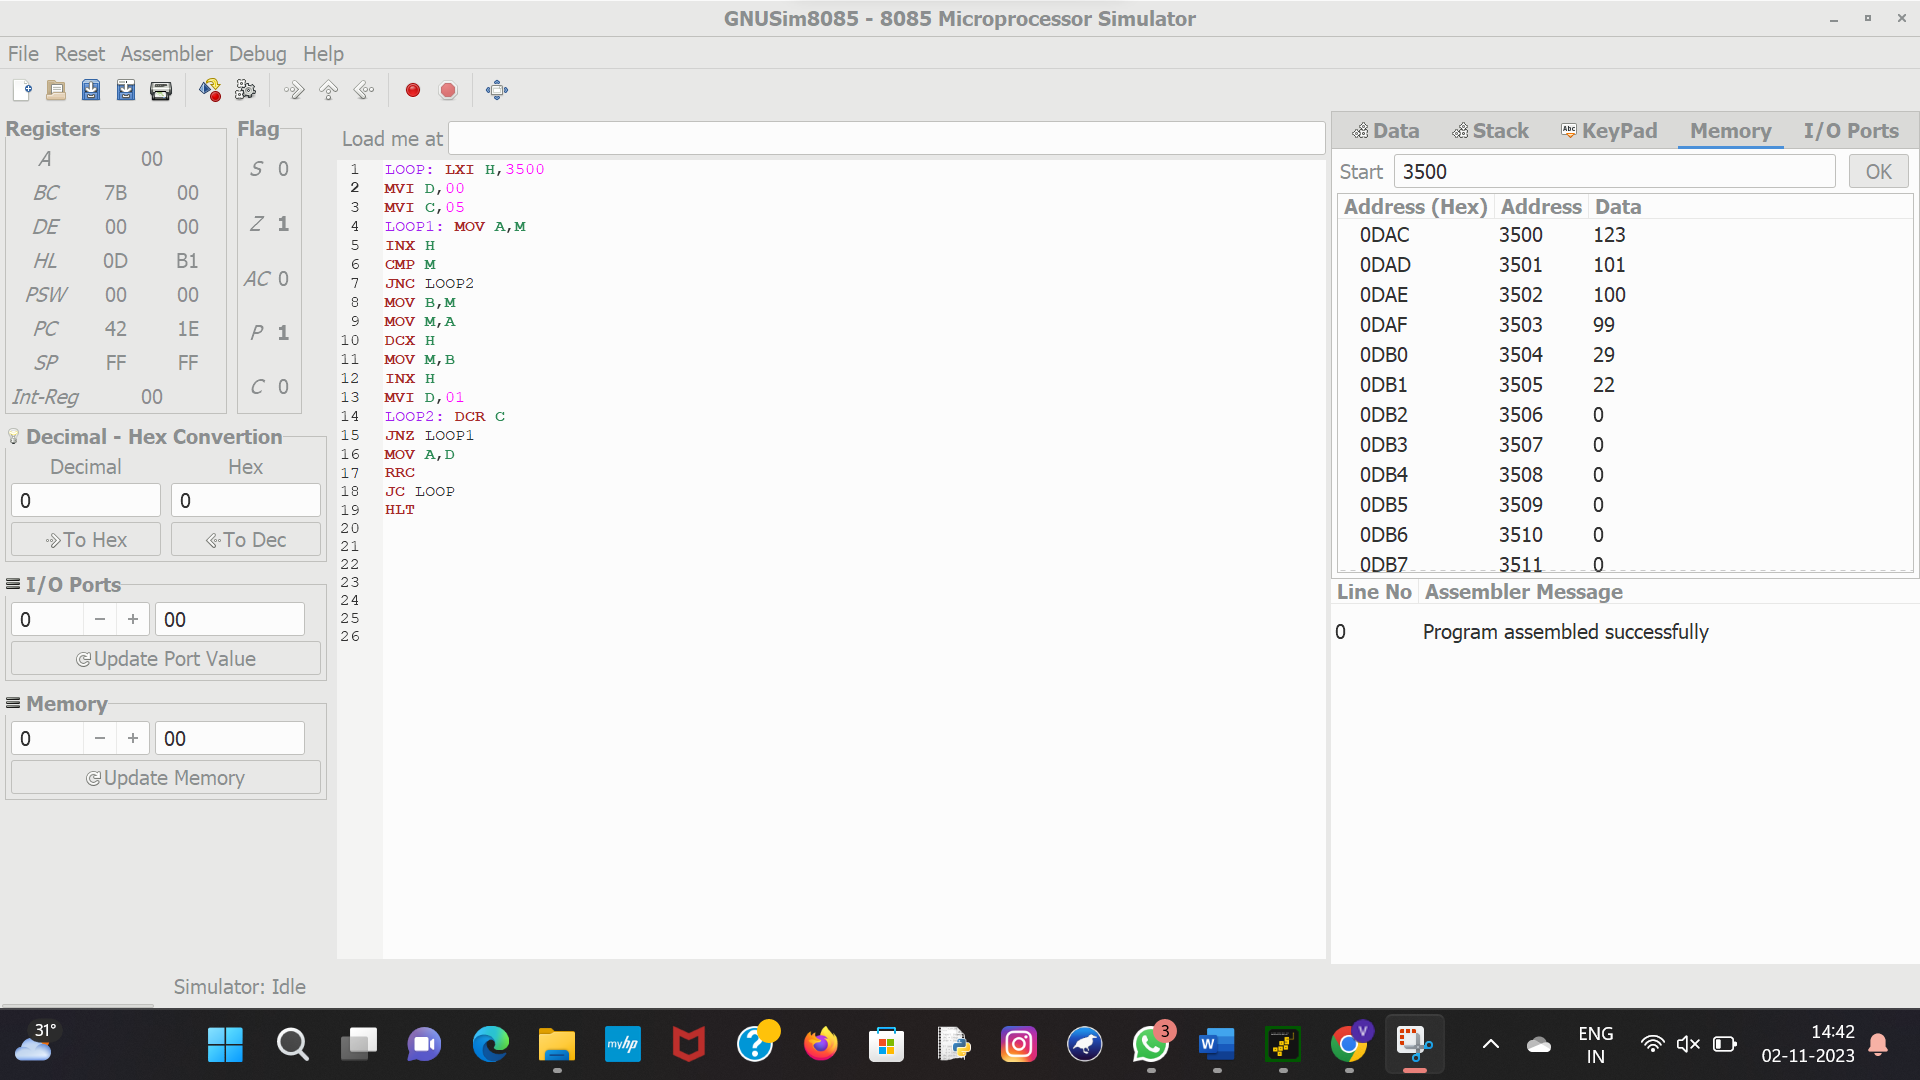 GNUSim8085 - 8085 Microprocessor Simulator
File Reset Assembler Debug Help
Registers
A 00
BC 7B 00
DE 00 00
HL 0D B1
PSW 00 00
PC 42 1E
SP FF FF
Int-Reg 00
Flag
S 0
Z 1
AC 0
P 1
C 0
Decimal - Hex Convertion
Decimal Hex
0 0
To Hex To Dec
I/O Ports
0 − + 00
Update Port Value
Memory
0 − + 00
Update Memory
Load me at
1 LOOP: LXI H,3500
2 MVI D,00
3 MVI C,05
4 LOOP1: MOV A,M
5 INX H
6 CMP M
7 JNC LOOP2
8 MOV B,M
9 MOV M,A
10 DCX H
11 MOV M,B
12 INX H
13 MVI D,01
14 LOOP2: DCR C
15 JNZ LOOP1
16 MOV A,D
17 RRC
18 JC LOOP
19 HLT
20
21
22
23
24
25
26
Data Stack Abc KeyPad Memory I/O Ports
Start 3500 OK
Address (Hex) Address Data
0DAC 3500 123
0DAD 3501 101
0DAE 3502 100
0DAF 3503 99
0DB0 3504 29
0DB1 3505 22
0DB2 3506 0
0DB3 3507 0
0DB4 3508 0
0DB5 3509 0
0DB6 3510 0
0DB7 3511 0
Line No Assembler Message
0 Program assembled successfully
Simulator: Idle
31°
myhp
?
3
W
V
ENG
IN
14:42
02-11-2023